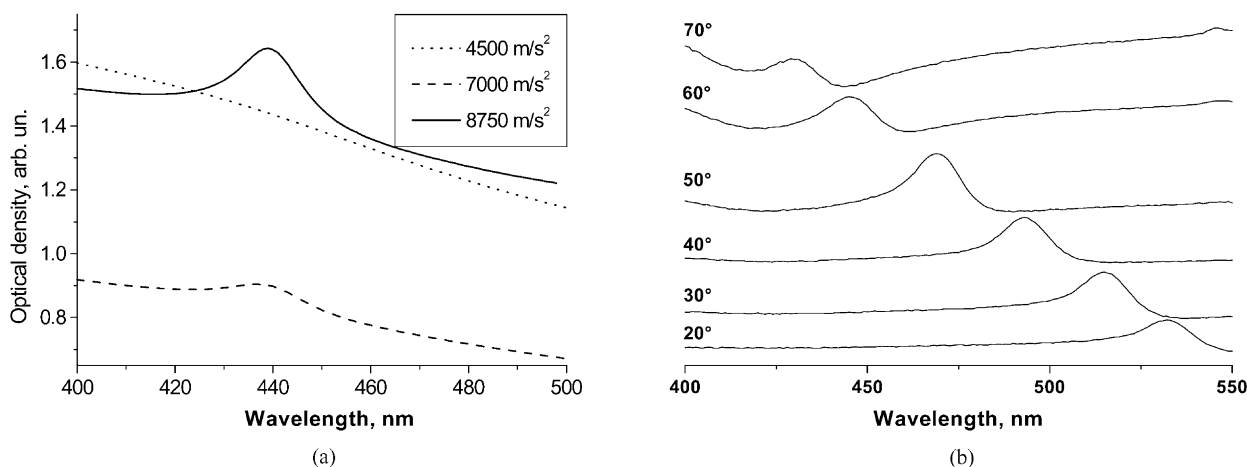 4500 m/s²
7000 m/s²
8750 m/s²
Optical density, arb. un.
1.6
1.4
1.2
1.0
0.8
400 420 440 460 480 500
Wavelength, nm
(a)
70°
60°
50°
40°
30°
20°
400 450 500 550
Wavelength, nm
(b)